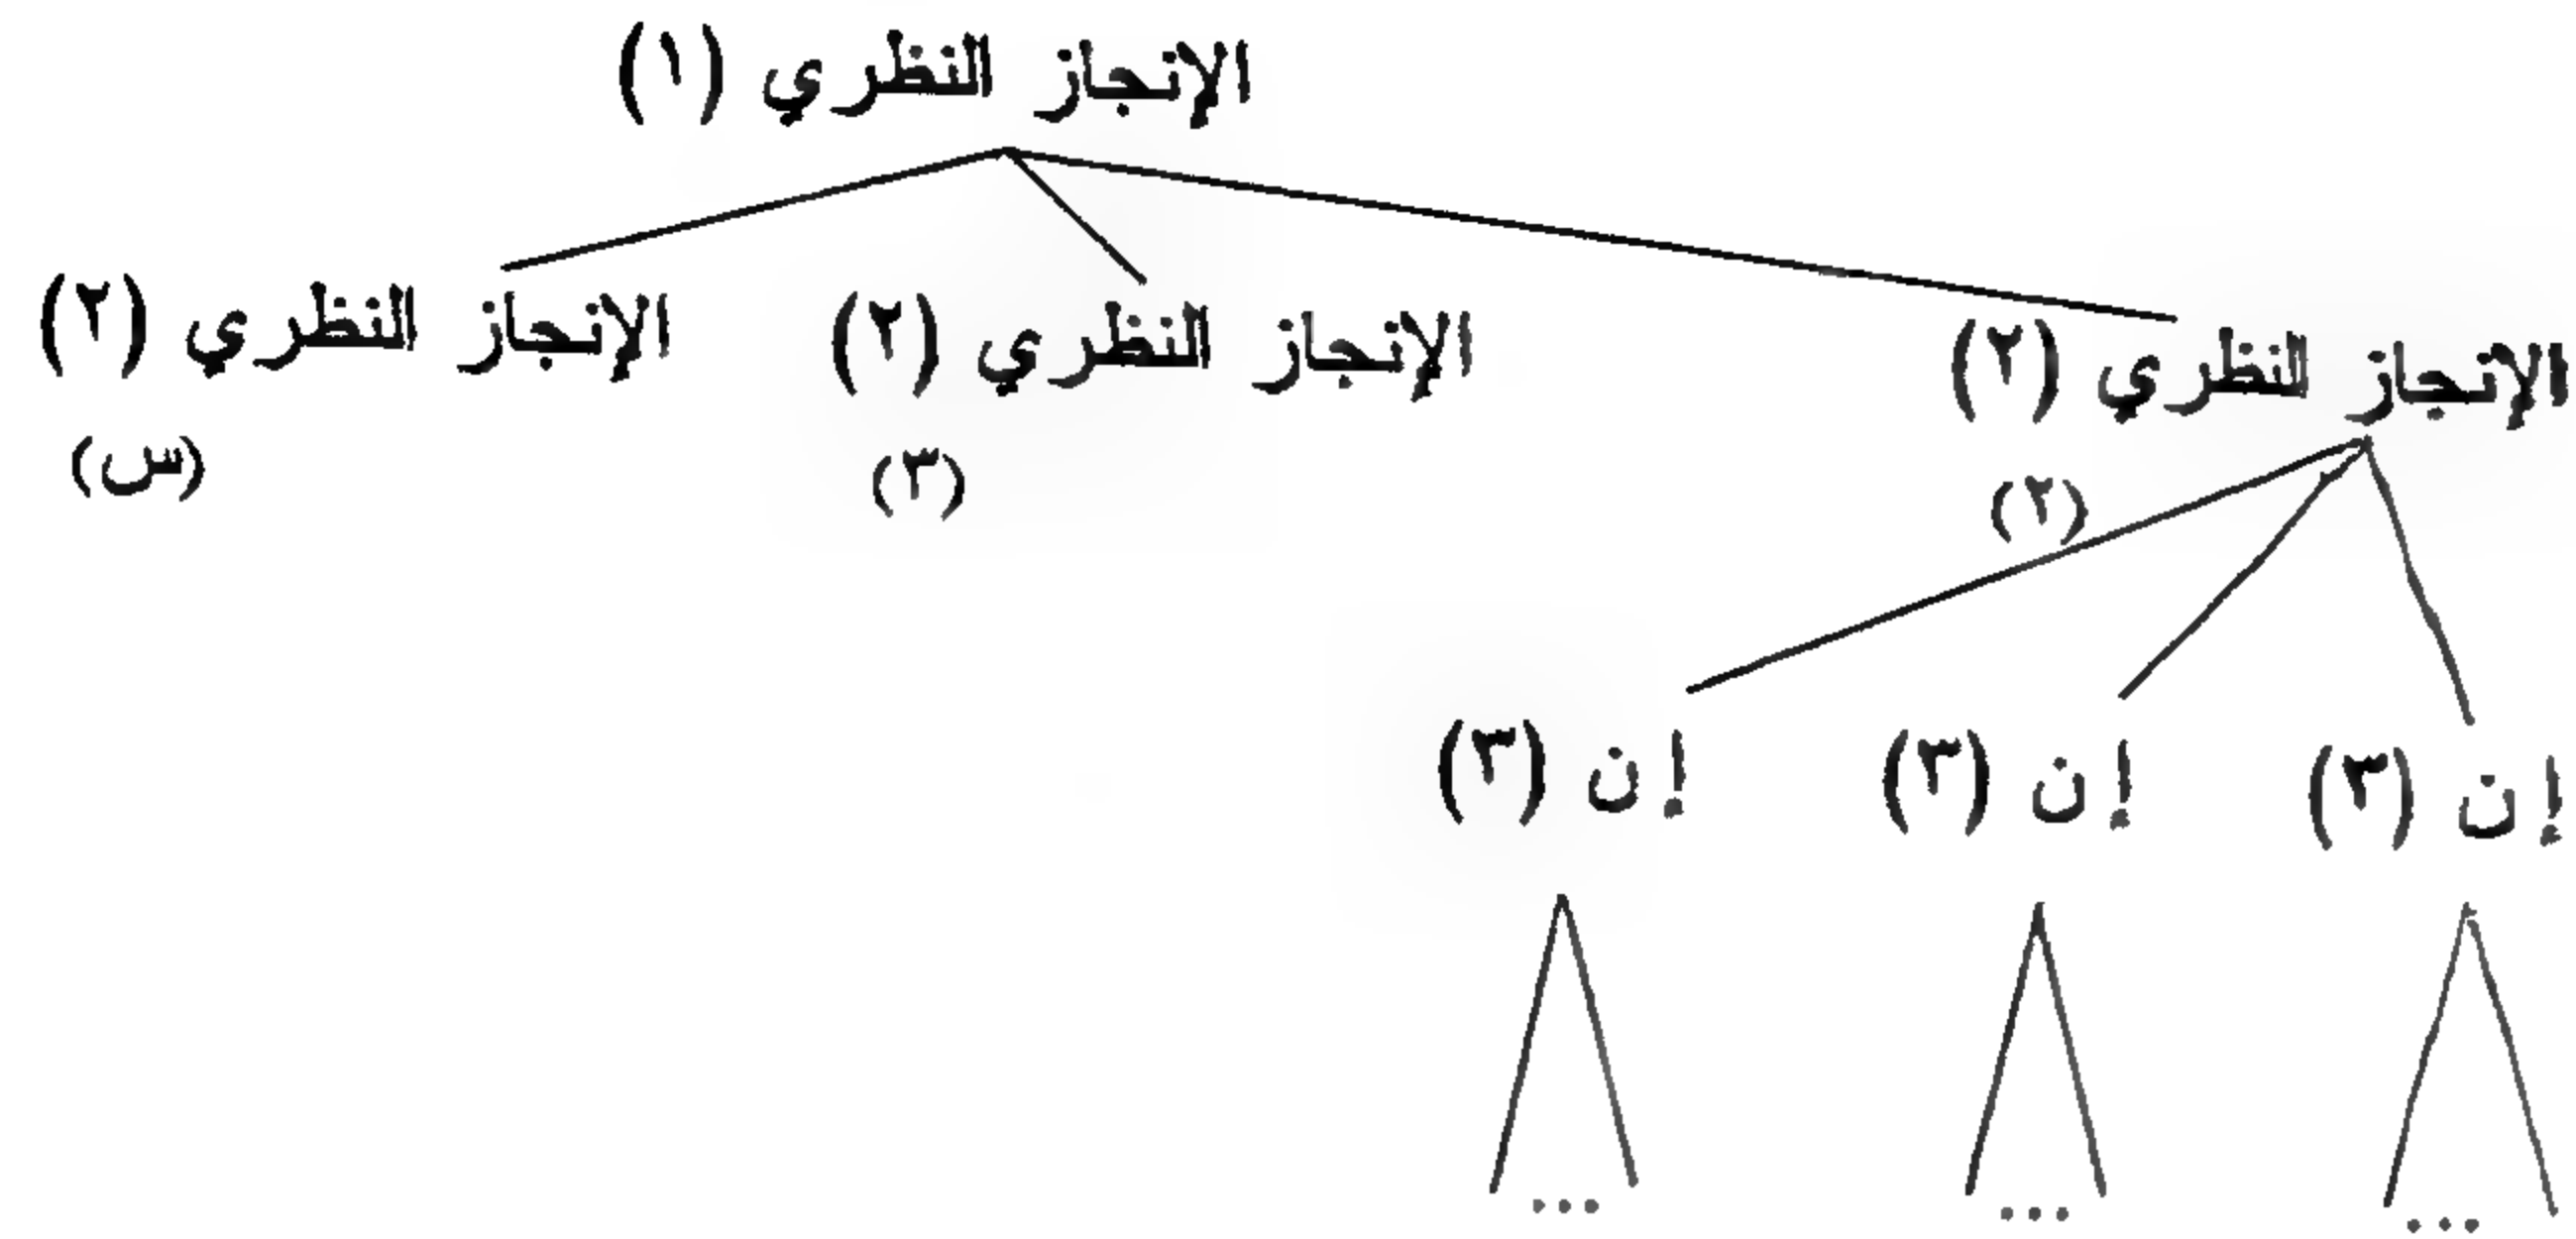 الإنجاز النظري (١)
الإنجاز النظري (٢) الإنجاز النظري (٢) الإنجاز النظري (٢)
(٢) (٣) (س)
إن (٣) إن (٣) إن (٣)
... ... ...